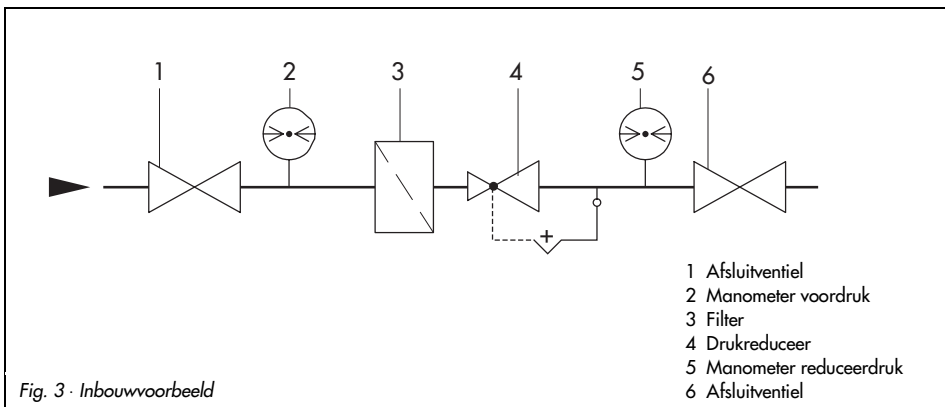 1 2 3 4 5 6
+
1 Afsluitventiel
2 Manometer voordruk
3 Filter
4 Drukreduceer
5 Manometer reduceerdruk
6 Afsluitventiel
Fig. 3 · Inbouwvoorbeeld